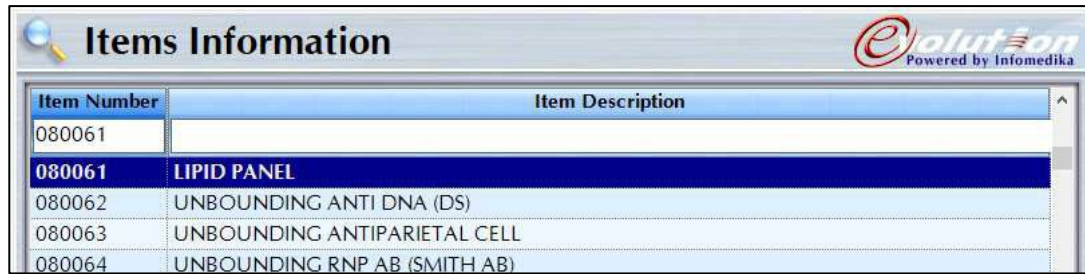 Items Information
evolution
Powered by Infomedika
Item Number Item Description
080061
080061 LIPID PANEL
080062 UNBOUNDING ANTI DNA (DS)
080063 UNBOUNDING ANTIPARIETAL CELL
080064 UNBOUNDING RNP AB (SMITH AB)